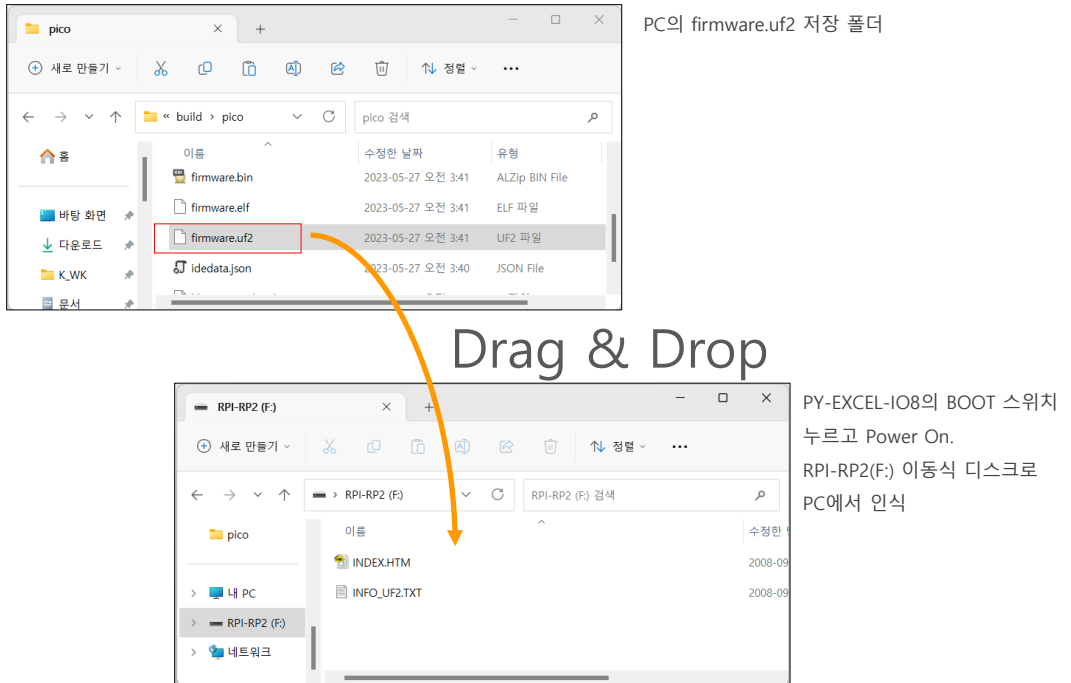 pico
PC의 firmware.uf2 저장 폴더
새로 만들기
정렬
« build › pico
pico 검색
홈
이름 수정한 날짜 유형
firmware.bin 2023-05-27 오전 3:41 ALZip BIN File
바탕 화면
firmware.elf 2023-05-27 오전 3:41 ELF 파일
다운로드
firmware.uf2 2023-05-27 오전 3:41 UF2 파일
K_WK
idedata.json 2023-05-27 오전 3:40 JSON File
문서
Drag & Drop
RPI-RP2 (F:)
PY-EXCEL-IO8의 BOOT 스위치
누르고 Power On.
RPI-RP2(F:) 이동식 디스크로
PC에서 인식
새로 만들기
정렬
› RPI-RP2 (F:)
RPI-RP2 (F:) 검색
pico
이름 수정한
INDEX.HTM 2008-09
내 PC
INFO_UF2.TXT 2008-09
RPI-RP2 (F:)
네트워크